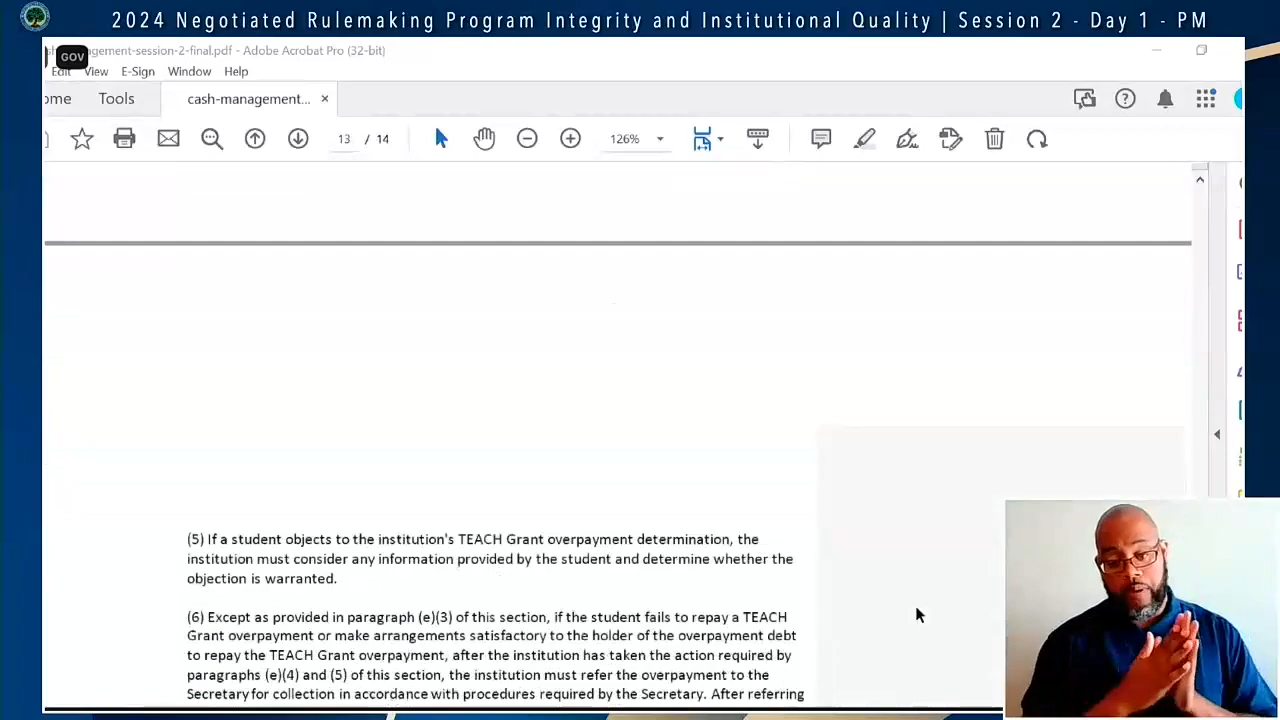 2024 Negotiated Rulemaking Program Integrity and Institutional Quality | Session 2 - Day 1 - PM
GOV
agement-session-2-final.pdf - Adobe Acrobat Pro (32-bit)
Edit View E-Sign Window Help
ome Tools cash-management... ×
13 / 14 126%
(5) If a student objects to the institution's TEACH Grant overpayment determination, the
institution must consider any information provided by the student and determine whether the
objection is warranted.
(6) Except as provided in paragraph (e)(3) of this section, if the student fails to repay a TEACH
Grant overpayment or make arrangements satisfactory to the holder of the overpayment debt
to repay the TEACH Grant overpayment, after the institution has taken the action required by
paragraphs (e)(4) and (5) of this section, the institution must refer the overpayment to the
Secretary for collection in accordance with procedures required by the Secretary. After referring